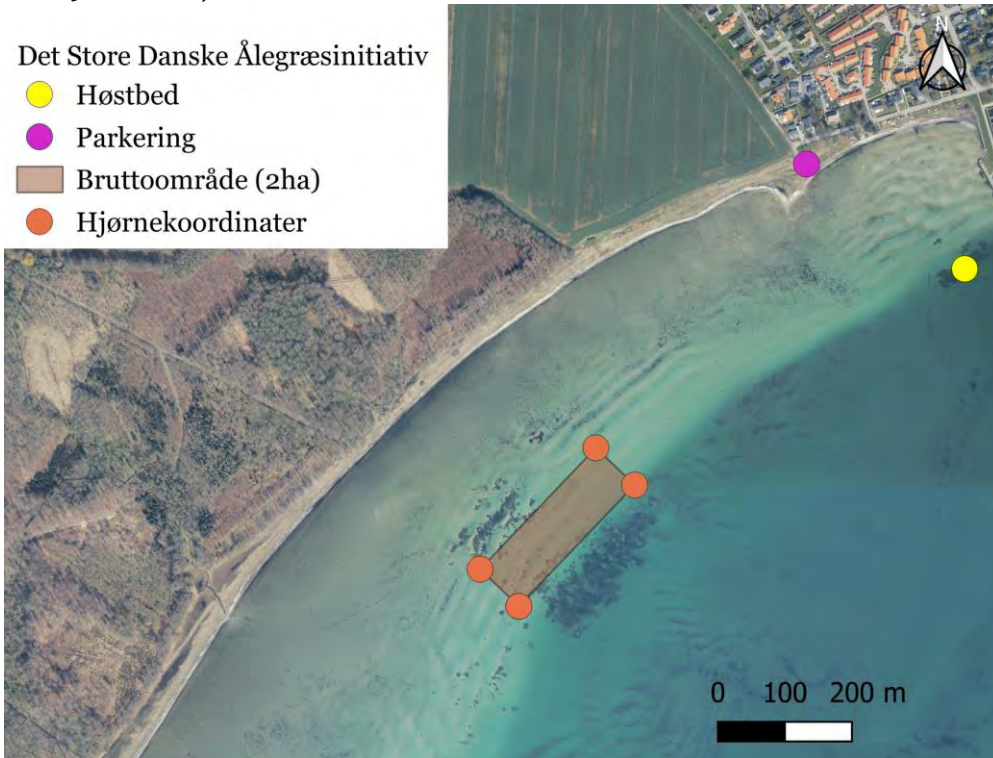 Det Store Danske Ålegræsinitiativ
Høstbed
Parkering
Bruttoområde (2ha)
Hjørnekoordinater
N
0 100 200 m